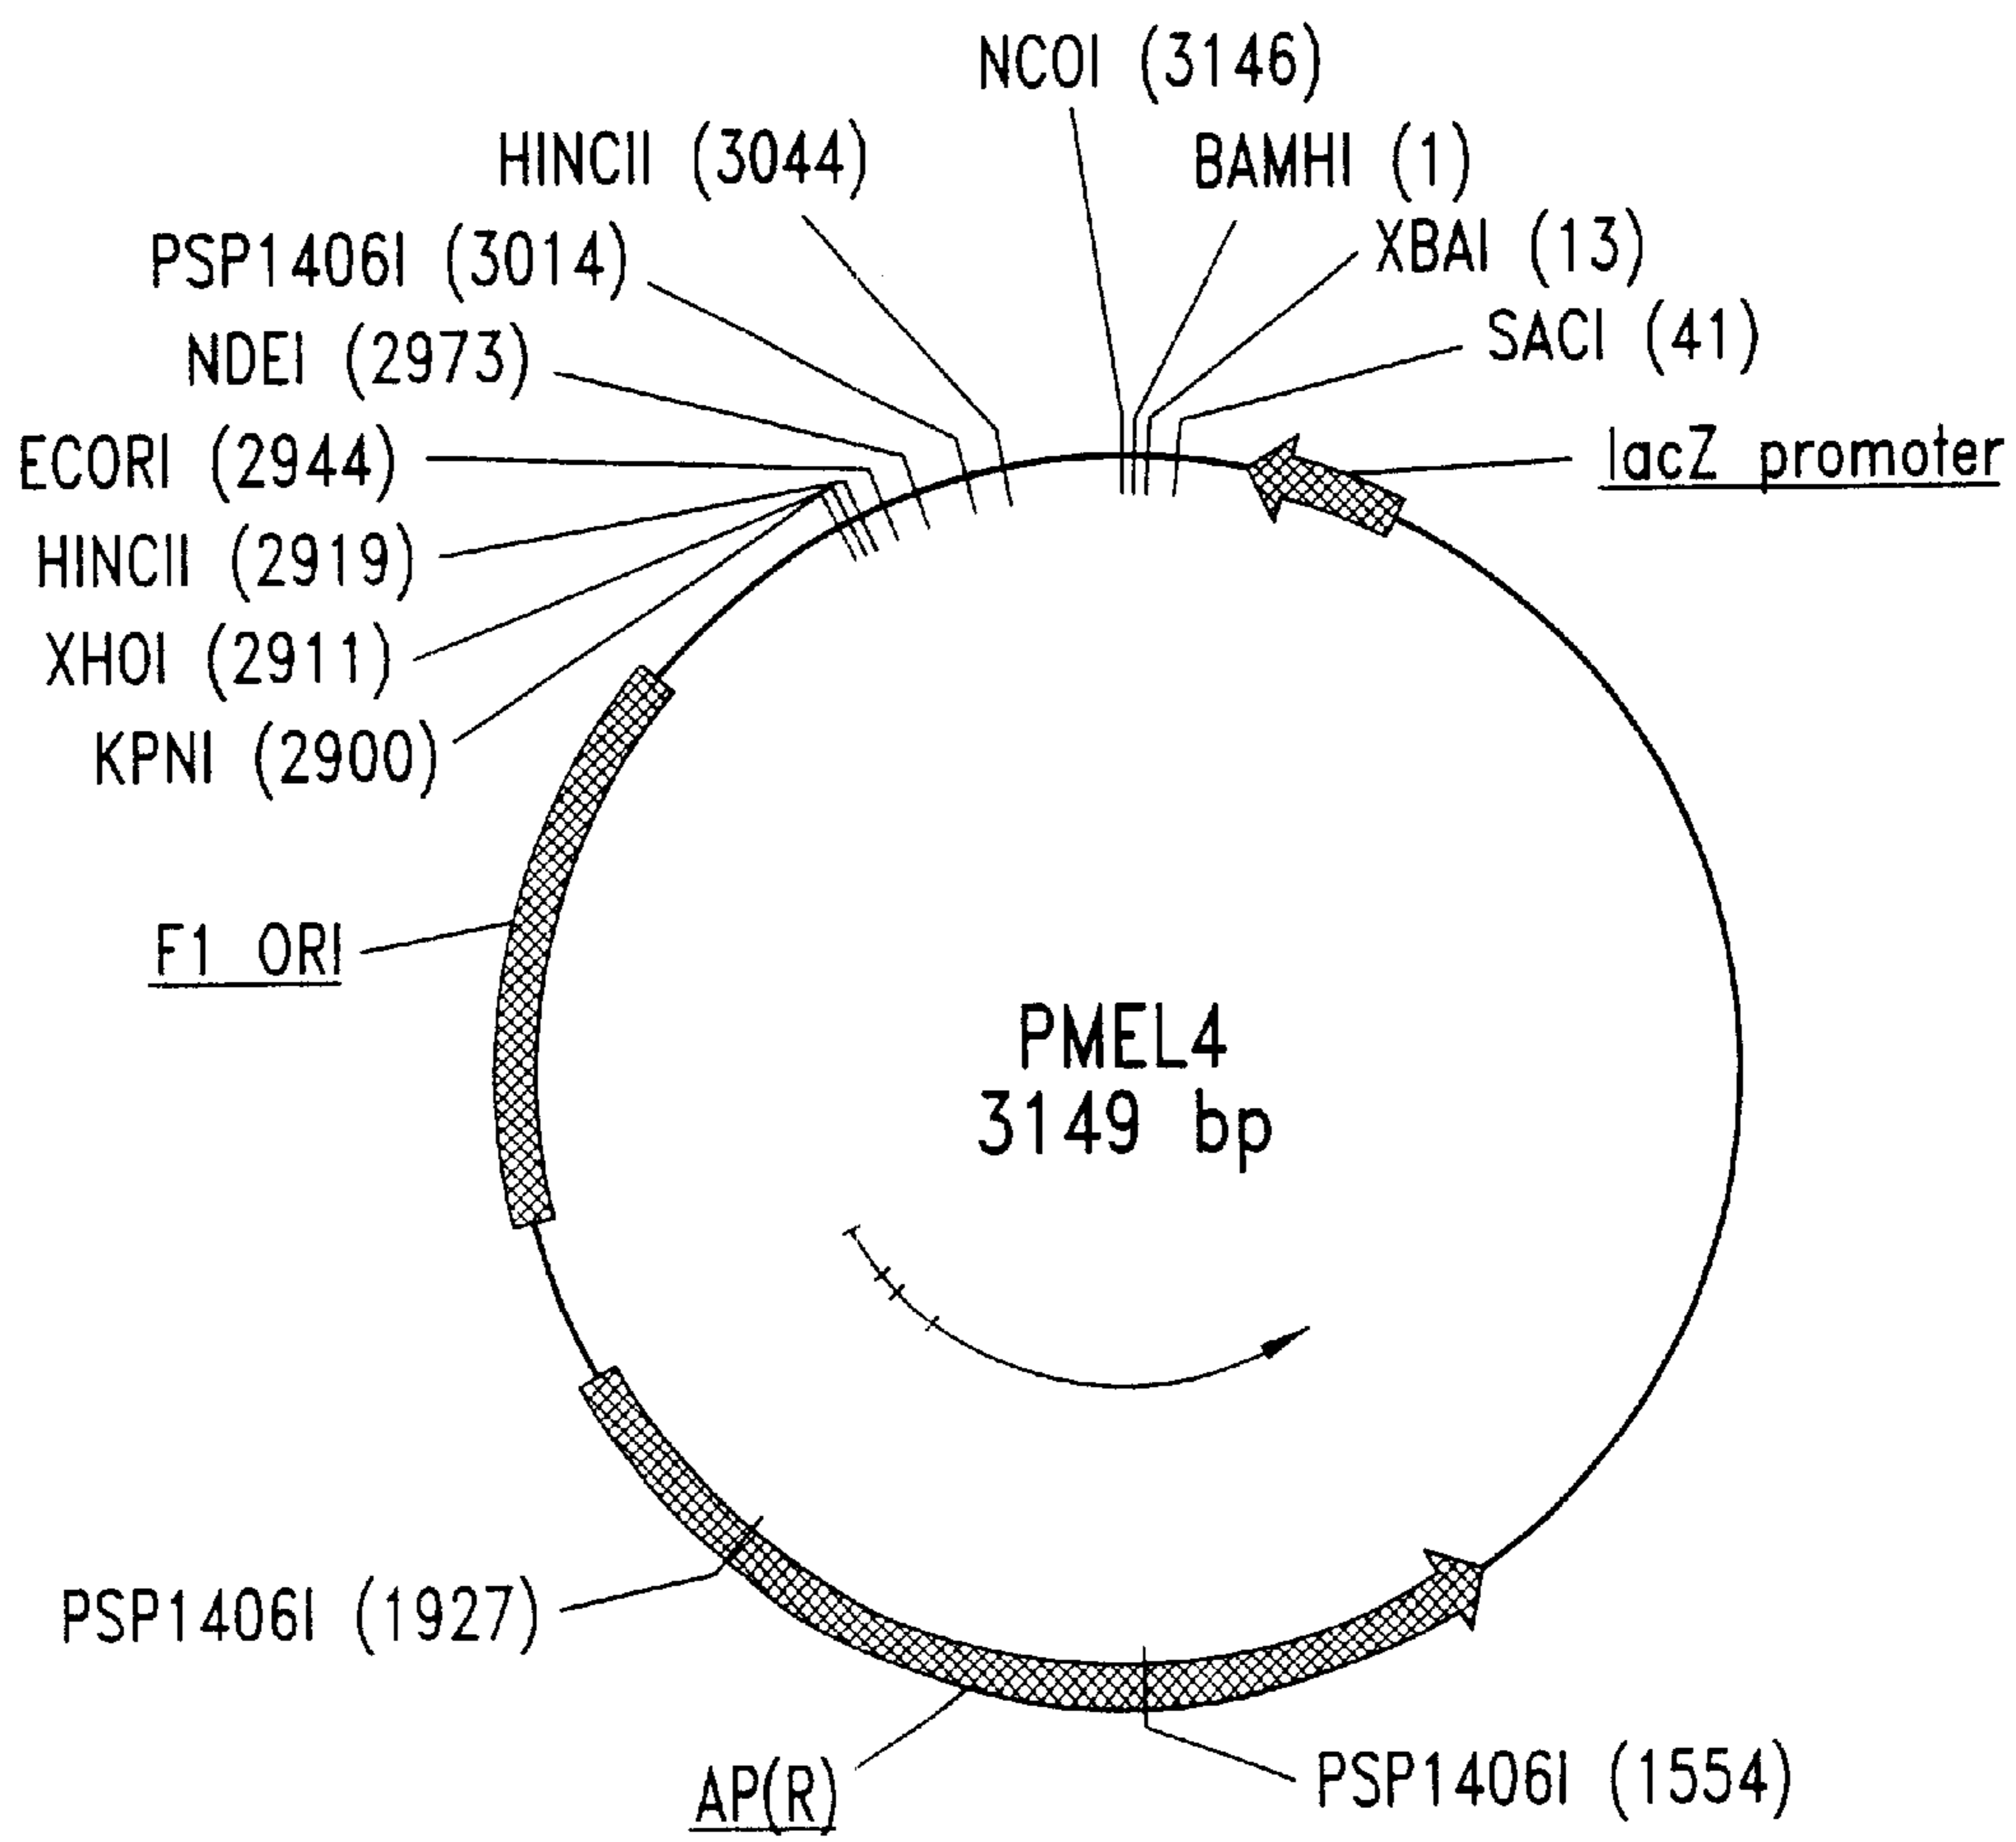 NCOI (3146)
HINCII (3044)
BAMHI (1)
PSP1406I (3014)
XBAI (13)
NDEI (2973)
SACI (41)
ECORI (2944)
lacZ promoter
HINCII (2919)
XHOI (2911)
KPNI (2900)
F1 ORI
PMEL4
3149 bp
PSP1406I (1927)
AP(R)
PSP1406I (1554)